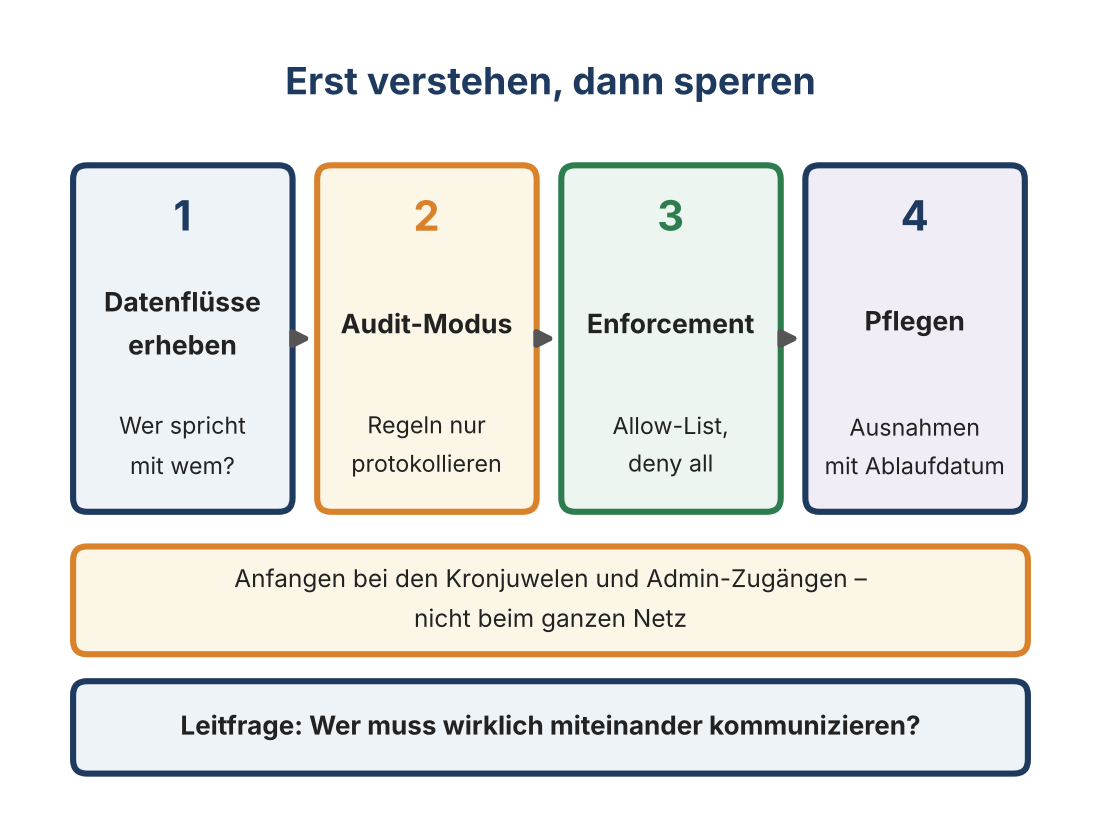 Erst verstehen, dann sperren
1
Datenflüsse
erheben
Wer spricht
mit wem?
2
Audit-Modus
Regeln nur
protokollieren
3
Enforcement
Allow-List,
deny all
4
Pflegen
Ausnahmen
mit Ablaufdatum
Anfangen bei den Kronjuwelen und Admin-Zugängen –
nicht beim ganzen Netz
Leitfrage: Wer muss wirklich miteinander kommunizieren?